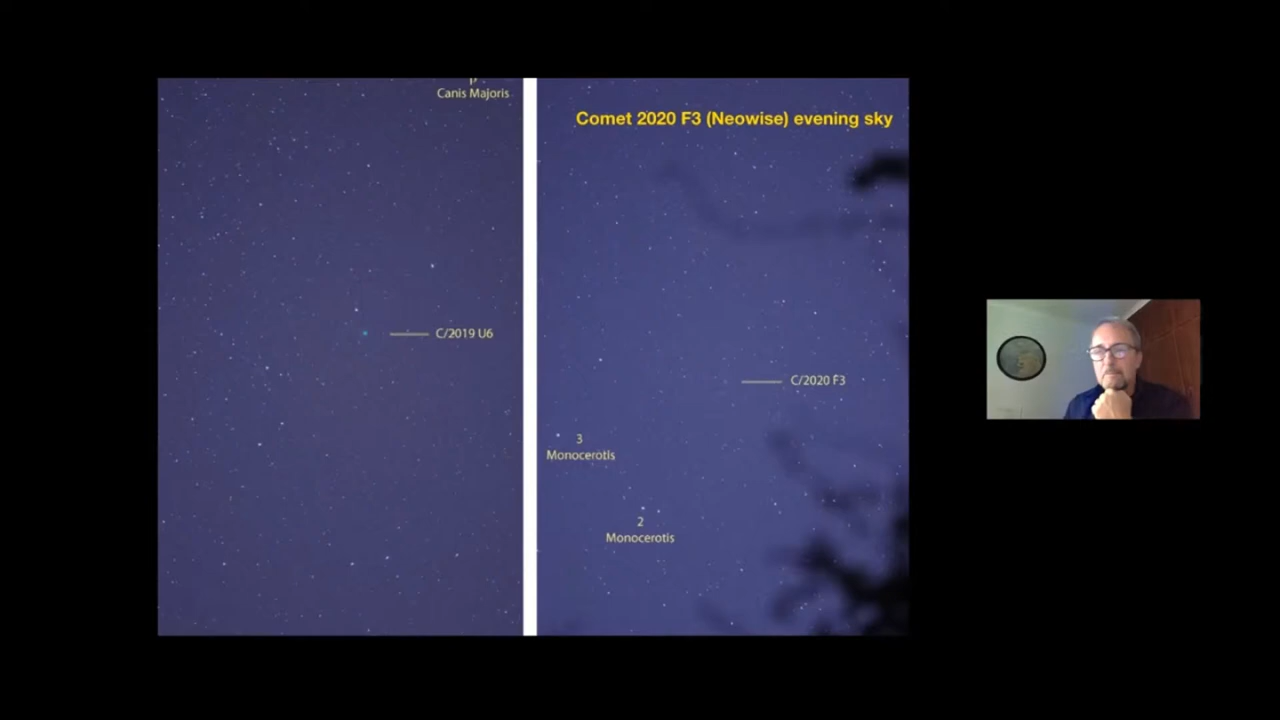 Canis Majoris
C/2019 U6
Comet 2020 F3 (Neowise) evening sky
C/2020 F3
3
Monocerotis
2
Monocerotis